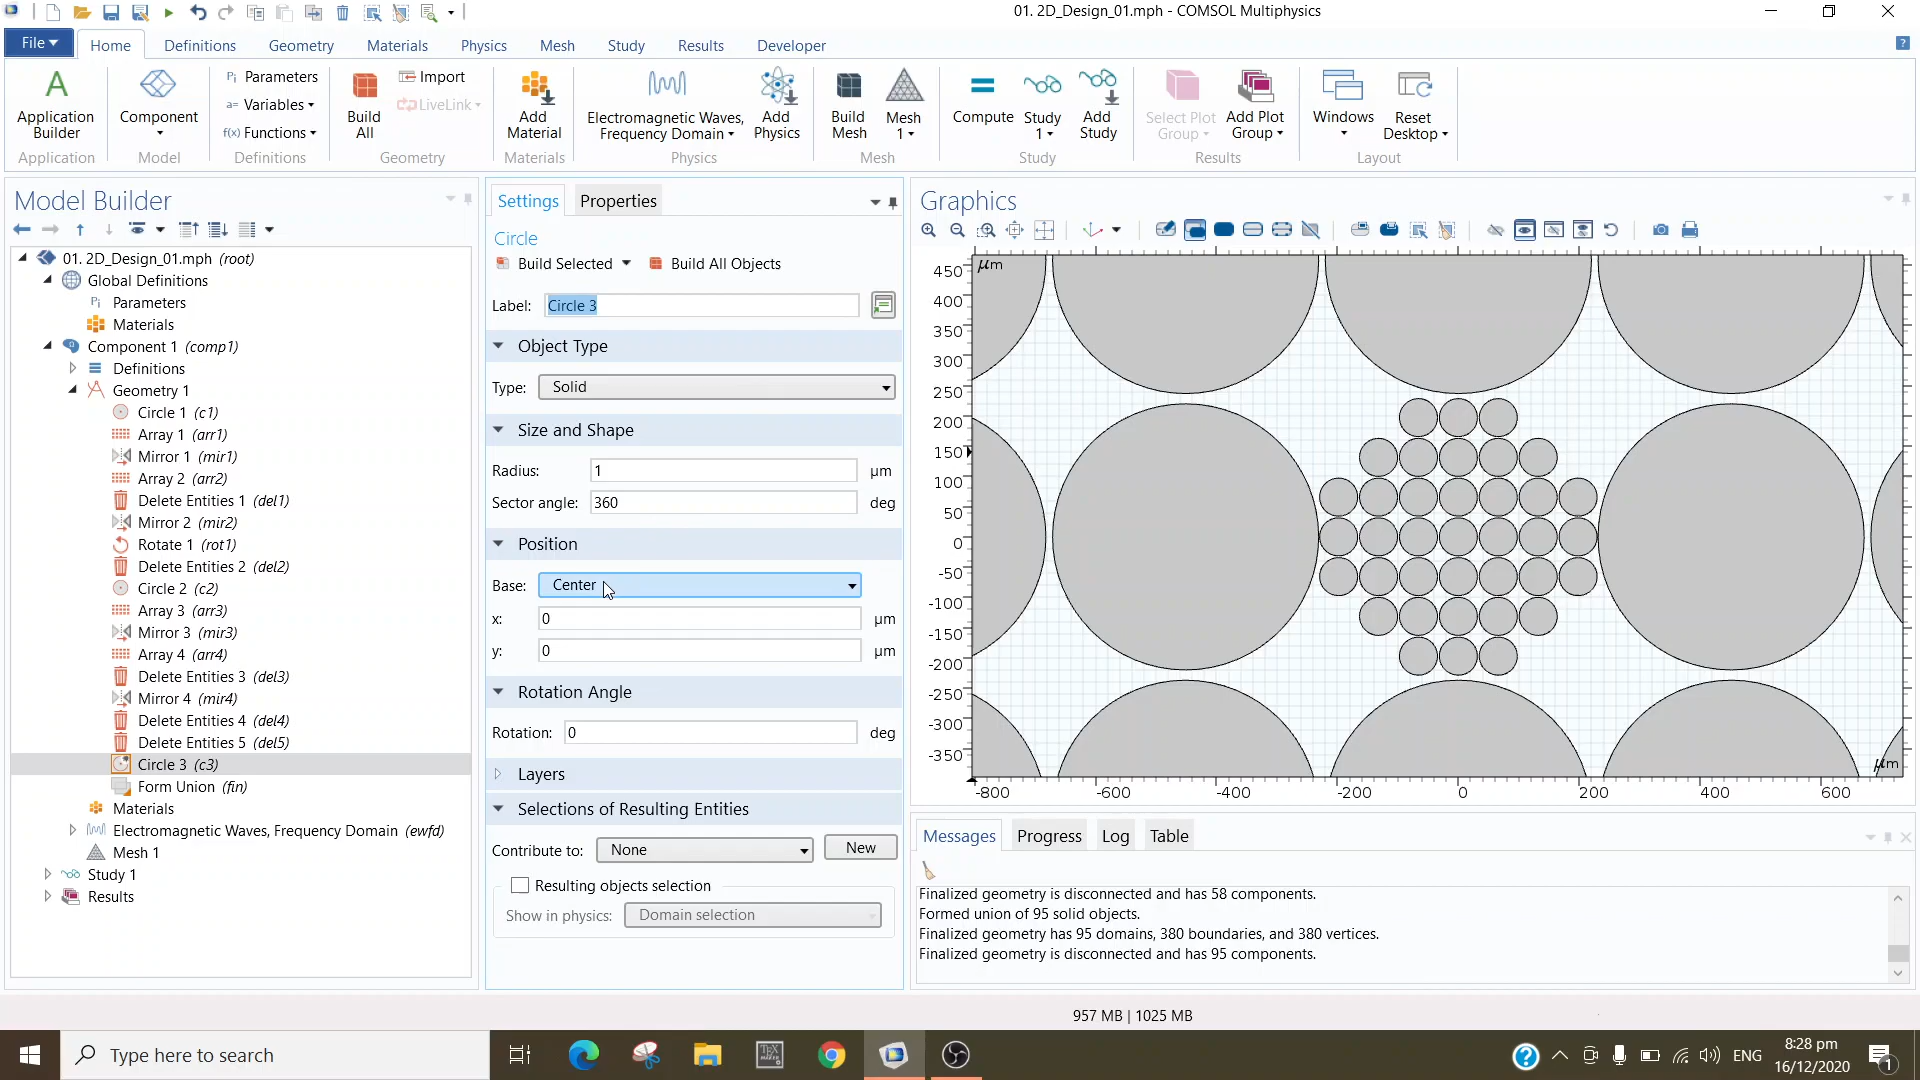 01. 2D_Design_01.mph - COMSOL Multiphysics
File
Home
Definitions
Geometry
Materials
Physics
Mesh
Study
Results
Developer
Application Builder
Component
Pi Parameters
a= Variables
f(x) Functions
Build All
Import
LiveLink
Add Material
Electromagnetic Waves, Frequency Domain
Add Physics
Build Mesh
Mesh 1
Compute
Study 1
Add Study
Select Plot Group
Add Plot Group
Windows
Reset Desktop
Application
Model
Definitions
Geometry
Materials
Physics
Mesh
Study
Results
Layout
Model Builder
01. 2D_Design_01.mph (root)
Global Definitions
Pi Parameters
Materials
Component 1 (comp1)
Definitions
Geometry 1
Circle 1 (c1)
Array 1 (arr1)
Mirror 1 (mir1)
Array 2 (arr2)
Delete Entities 1 (del1)
Mirror 2 (mir2)
Rotate 1 (rot1)
Delete Entities 2 (del2)
Circle 2 (c2)
Array 3 (arr3)
Mirror 3 (mir3)
Array 4 (arr4)
Delete Entities 3 (del3)
Mirror 4 (mir4)
Delete Entities 4 (del4)
Delete Entities 5 (del5)
Circle 3 (c3)
Form Union (fin)
Materials
Electromagnetic Waves, Frequency Domain (ewfd)
Mesh 1
Study 1
Results
Settings
Properties
Circle
Build Selected
Build All Objects
Label: Circle 3
Object Type
Type: Solid
Size and Shape
Radius: 1 µm
Sector angle: 360 deg
Position
Base: Center
x: 0 µm
y: 0 µm
Rotation Angle
Rotation: 0 deg
Layers
Selections of Resulting Entities
Contribute to: None New
Resulting objects selection
Show in physics: Domain selection
Graphics
µm
450
400
350
300
250
200
150
100
50
0
-50
-100
-150
-200
-250
-300
-350
µm
-800
-600
-400
-200
0
200
400
600
Messages
Progress
Log
Table
Finalized geometry is disconnected and has 58 components.
Formed union of 95 solid objects.
Finalized geometry has 95 domains, 380 boundaries, and 380 vertices.
Finalized geometry is disconnected and has 95 components.
957 MB | 1025 MB
Type here to search
ENG
8:28 pm
16/12/2020
1